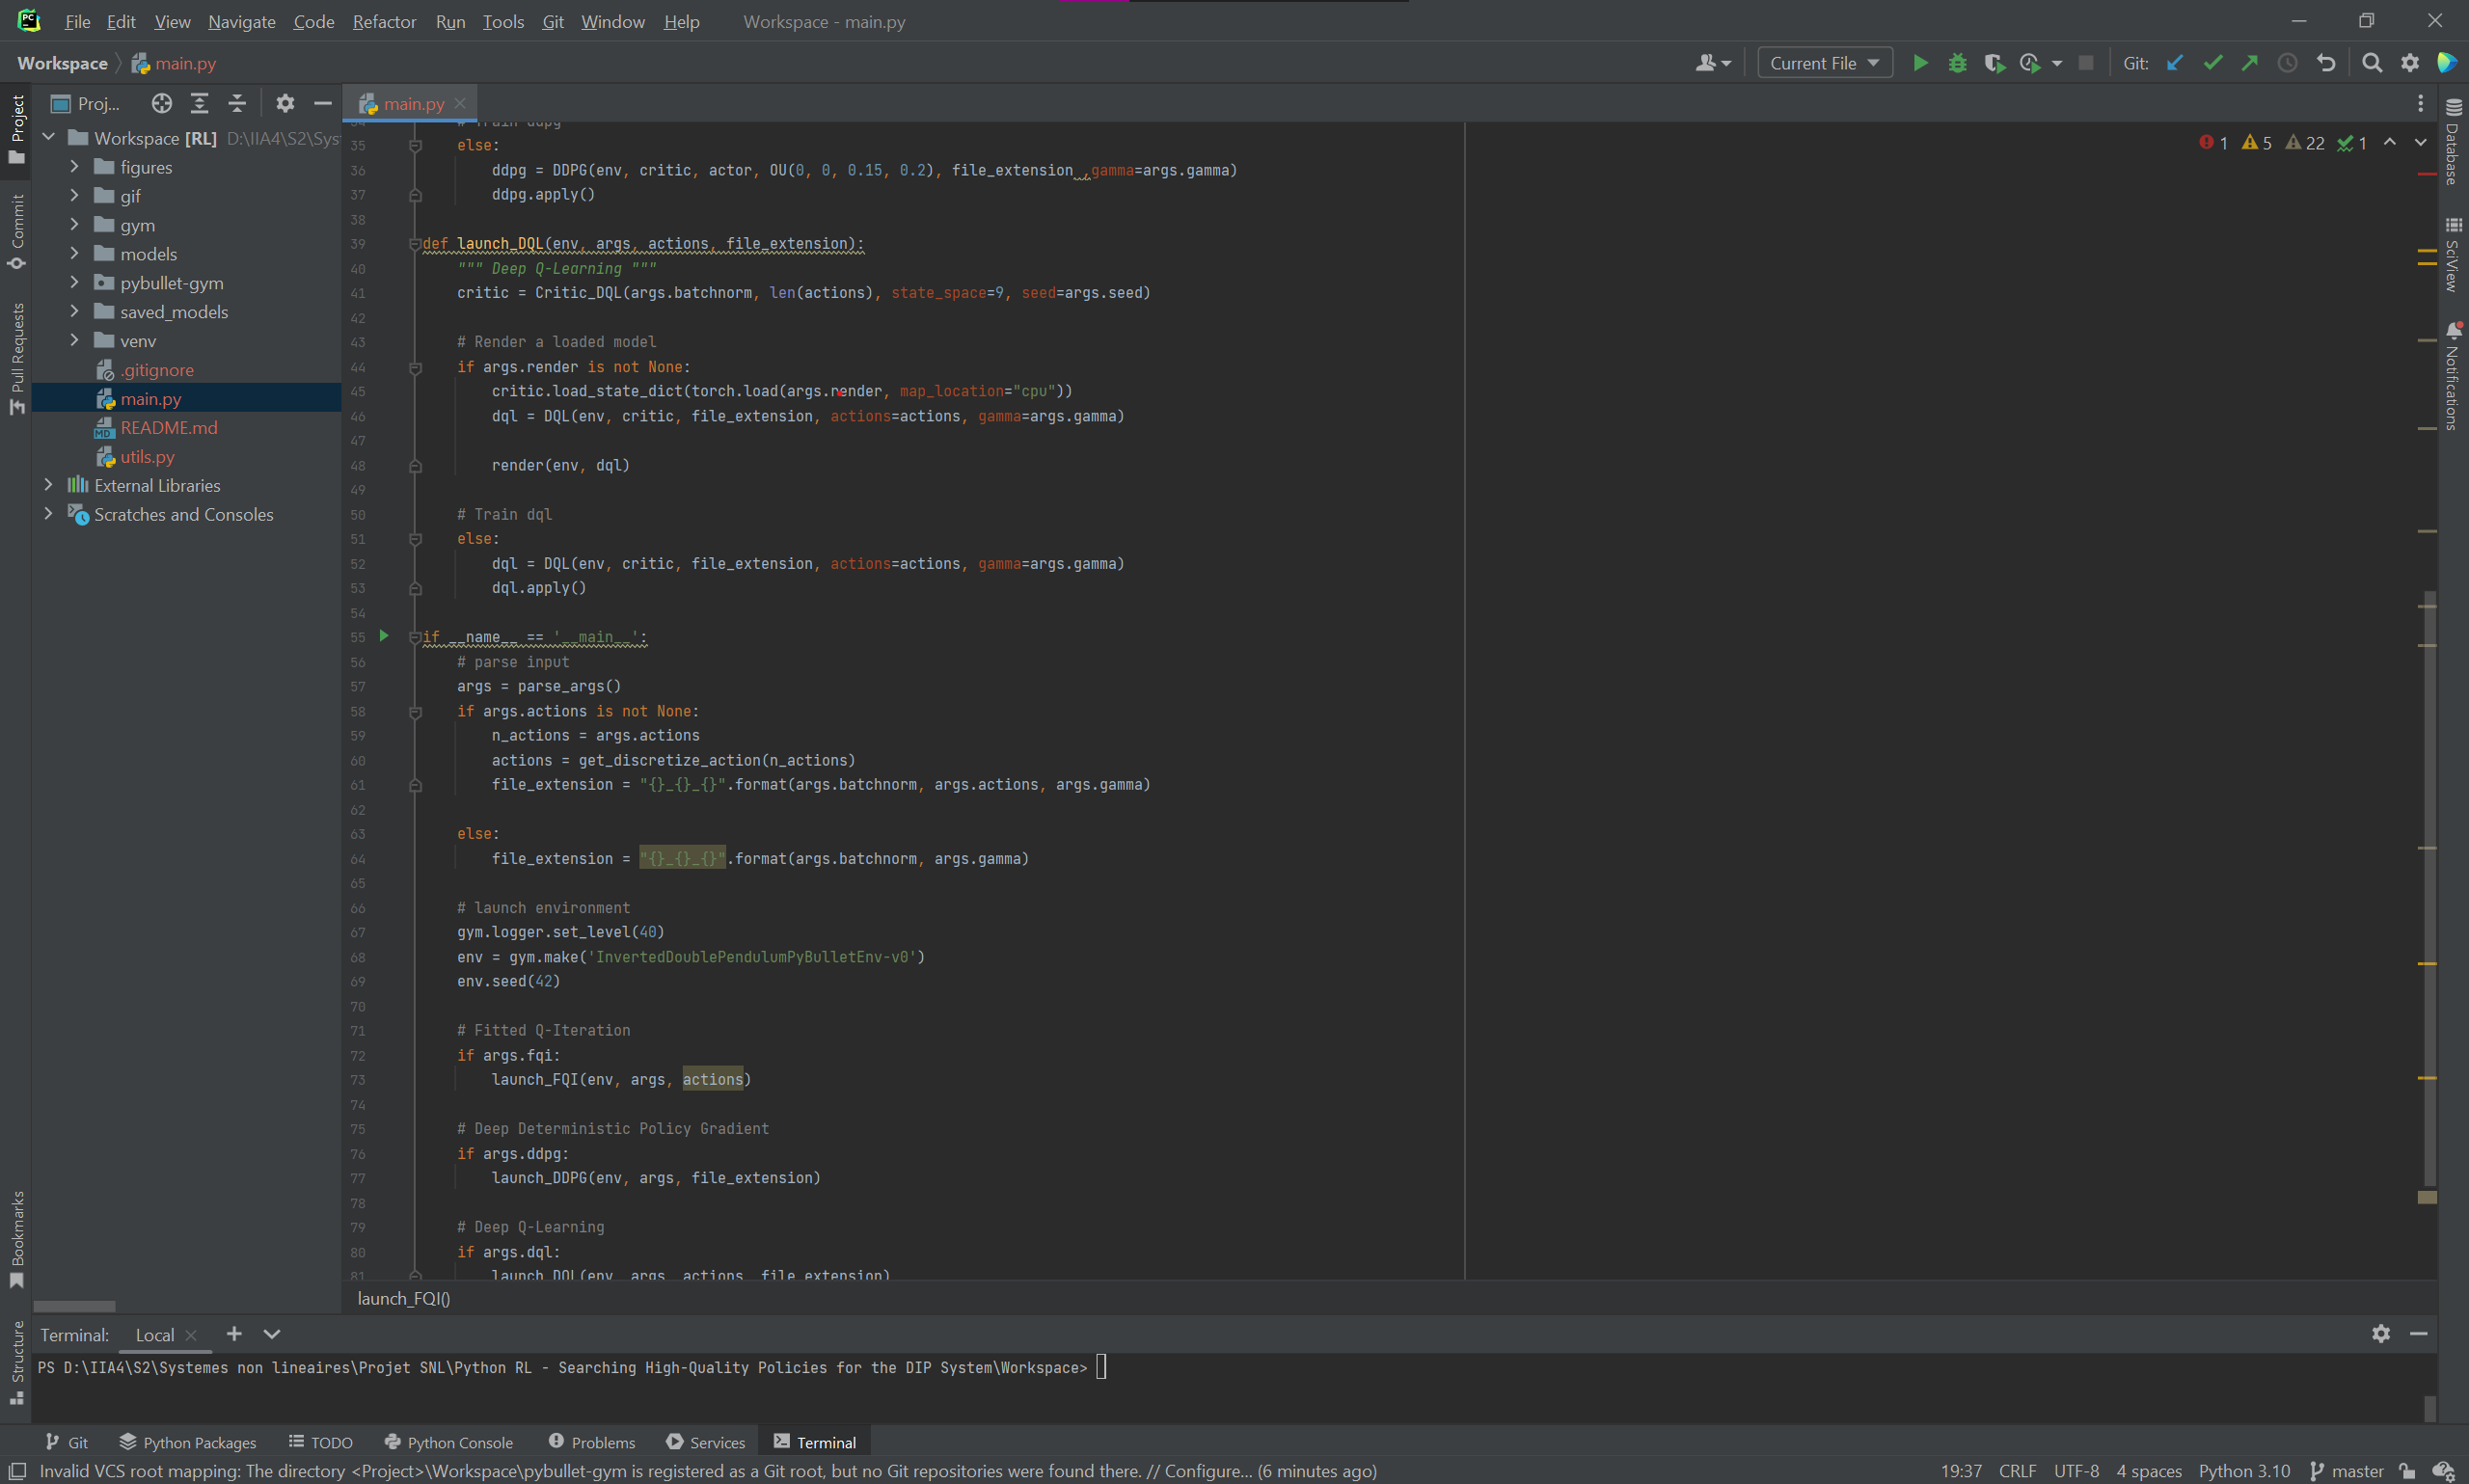 File Edit View Navigate Code Refactor Run Tools Git Window Help Workspace - main.py
Workspace main.py Current File Git:
Proj... main.py
Project
Commit
Pull Requests
Bookmarks
Structure
Workspace [RL] D:\IIA4\S2\Sys
figures
gif
gym
models
pybullet-gym
saved_models
venv
.gitignore
main.py
README.md
utils.py
External Libraries
Scratches and Consoles
1 5 22 1
34 # Train ddpg
35 else:
36 ddpg = DDPG(env, critic, actor, OU(0, 0, 0.15, 0.2), file_extension ,gamma=args.gamma)
37 ddpg.apply()
38
39 def launch_DQL(env, args, actions, file_extension):
40 """ Deep Q-Learning """
41 critic = Critic_DQL(args.batchnorm, len(actions), state_space=9, seed=args.seed)
42
43 # Render a loaded model
44 if args.render is not None:
45 critic.load_state_dict(torch.load(args.render, map_location="cpu"))
46 dql = DQL(env, critic, file_extension, actions=actions, gamma=args.gamma)
47
48 render(env, dql)
49
50 # Train dql
51 else:
52 dql = DQL(env, critic, file_extension, actions=actions, gamma=args.gamma)
53 dql.apply()
54
55 if __name__ == '__main__':
56 # parse input
57 args = parse_args()
58 if args.actions is not None:
59 n_actions = args.actions
60 actions = get_discretize_action(n_actions)
61 file_extension = "{}_{}_{}".format(args.batchnorm, args.actions, args.gamma)
62
63 else:
64 file_extension = "{}_{}_{}".format(args.batchnorm, args.gamma)
65
66 # launch environment
67 gym.logger.set_level(40)
68 env = gym.make('InvertedDoublePendulumPyBulletEnv-v0')
69 env.seed(42)
70
71 # Fitted Q-Iteration
72 if args.fqi:
73 launch_FQI(env, args, actions)
74
75 # Deep Deterministic Policy Gradient
76 if args.ddpg:
77 launch_DDPG(env, args, file_extension)
78
79 # Deep Q-Learning
80 if args.dql:
81 launch_DQL(env, args, actions, file_extension)
launch_FQI()
Database
SciView
Notifications
Terminal: Local
PS D:\IIA4\S2\Systemes non lineaires\Projet SNL\Python RL - Searching High-Quality Policies for the DIP System\Workspace>
Git Python Packages TODO Python Console Problems Services Terminal
Invalid VCS root mapping: The directory <Project>\Workspace\pybullet-gym is registered as a Git root, but no Git repositories were found there. // Configure... (6 minutes ago) 19:37 CRLF UTF-8 4 spaces Python 3.10 master